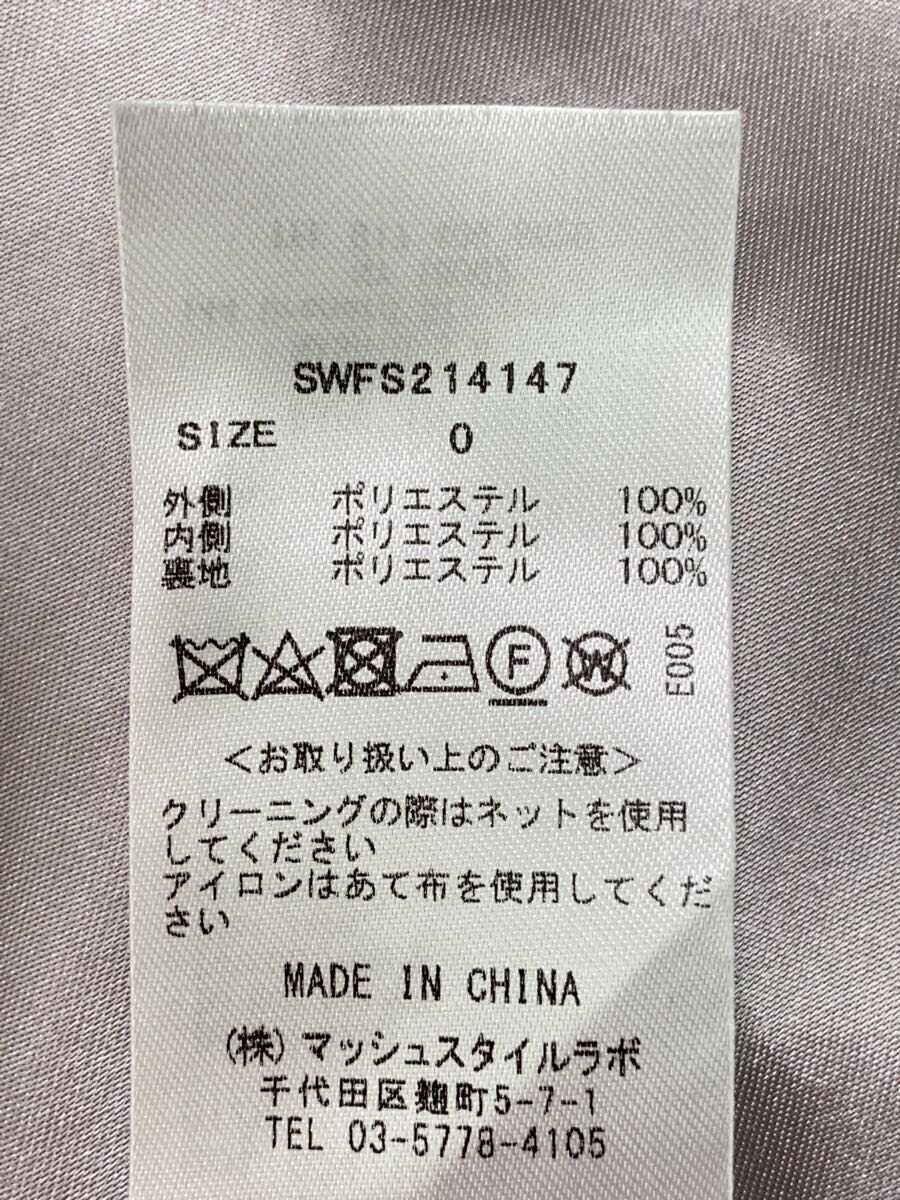 SWFS214147
SIZE 0
外側 ポリエステル 100%
内側 ポリエステル 100%
裏地 ポリエステル 100%
F W E005
<お取り扱い上のご注意>
クリーニングの際はネットを使用
してください
アイロンはあて布を使用してくだ
さい
MADE IN CHINA
(株)マッシュスタイルラボ
千代田区麹町5-7-1
TEL 03-5778-4105